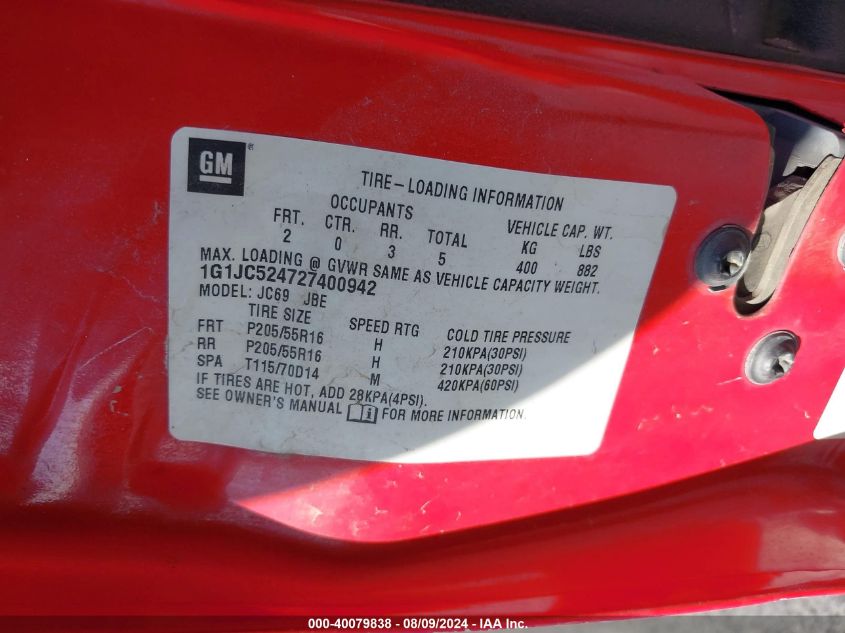 GM®
TIRE-LOADING INFORMATION
OCCUPANTS VEHICLE CAP. WT.
FRT. CTR. RR. TOTAL KG LBS
2 0 3 5 400 882
MAX. LOADING @ GVWR SAME AS VEHICLE CAPACITY WEIGHT.
1G1JC524727400942
MODEL: JC69 JBE
TIRE SIZE SPEED RTG COLD TIRE PRESSURE
FRT P205/55R16 H 210KPA(30PSI)
RR P205/55R16 H 210KPA(30PSI)
SPA T115/70D14 M 420KPA(60PSI)
IF TIRES ARE HOT, ADD 28KPA(4PSI).
SEE OWNER'S MANUAL i FOR MORE INFORMATION.
000-40079838 - 08/09/2024 - IAA Inc.